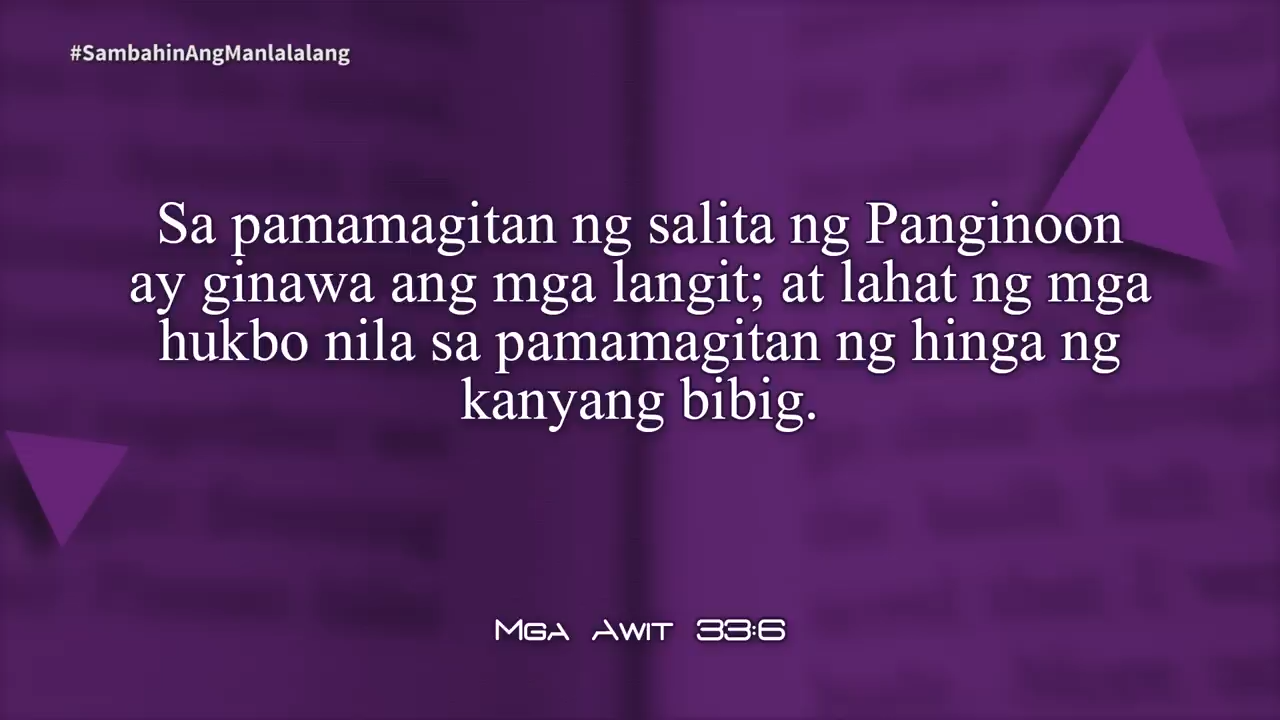 #SambahinAngManlalalang
Sa pamamagitan ng salita ng Panginoon
ay ginawa ang mga langit; at lahat ng mga
hukbo nila sa pamamagitan ng hinga ng
kanyang bibig.
Mga Awit 33:6